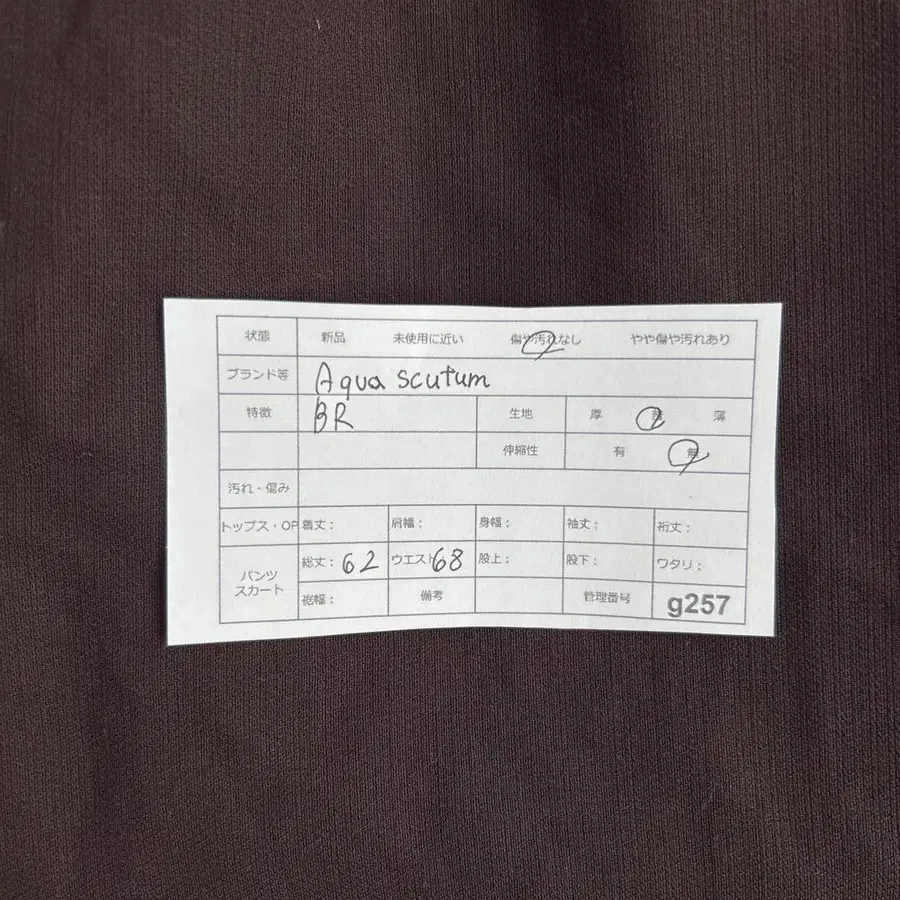 状態 新品 未使用に近い 傷や汚れなし やや傷や汚れあり
ブランド等 Aqua scutum
特徴 BR 生地 厚 普 薄
伸縮性 有 無
汚れ・傷み
トップス・OP 着丈： 肩幅： 身幅： 袖丈： 裄丈：
パンツ スカート 総丈：62 ウエスト：68 股上： 股下： ワタリ：
裾幅： 備考 管理番号 g257